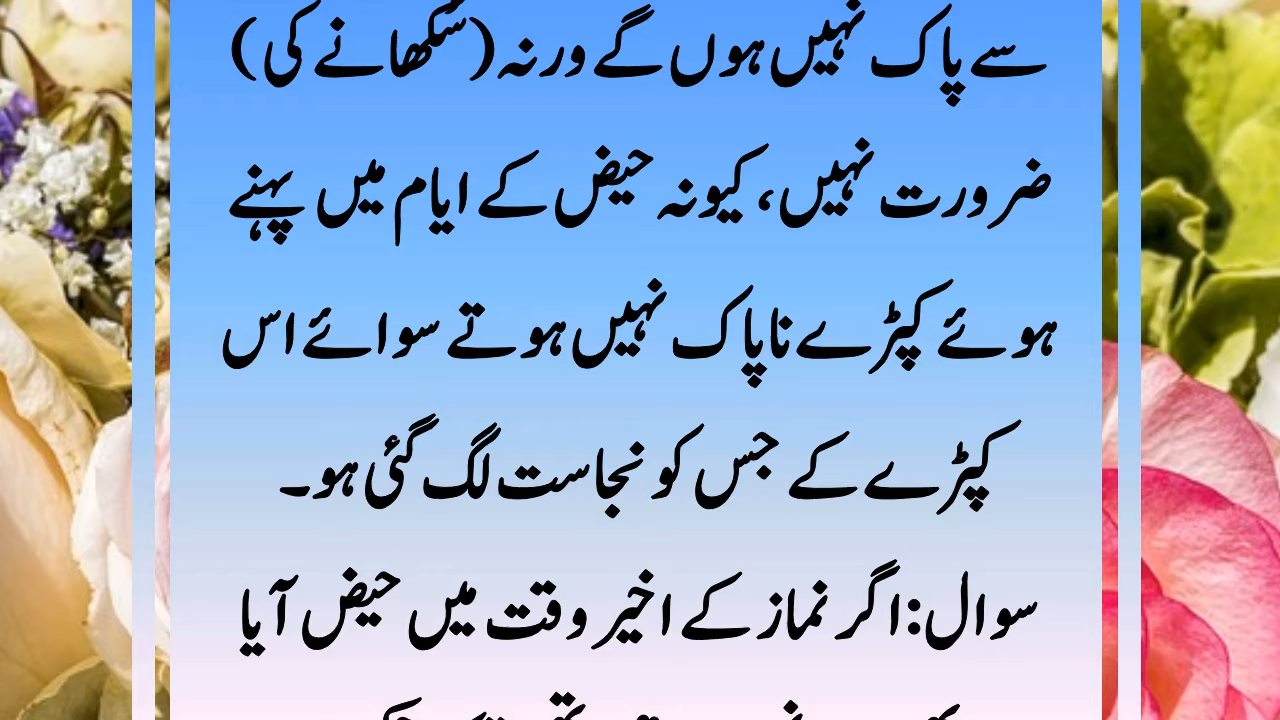 سے پاک نہیں ہوں گے ورنہ (سُکھانے کی)
ضرورت نہیں، کیونہ حیض کے ایام میں پہنے
ہوئے کپڑے ناپاک نہیں ہوتے سوائے اس
کپڑے کے جس کو نجاست لگ گئی ہو۔
سوال: اگر نماز کے اخیر وقت میں حیض آیا